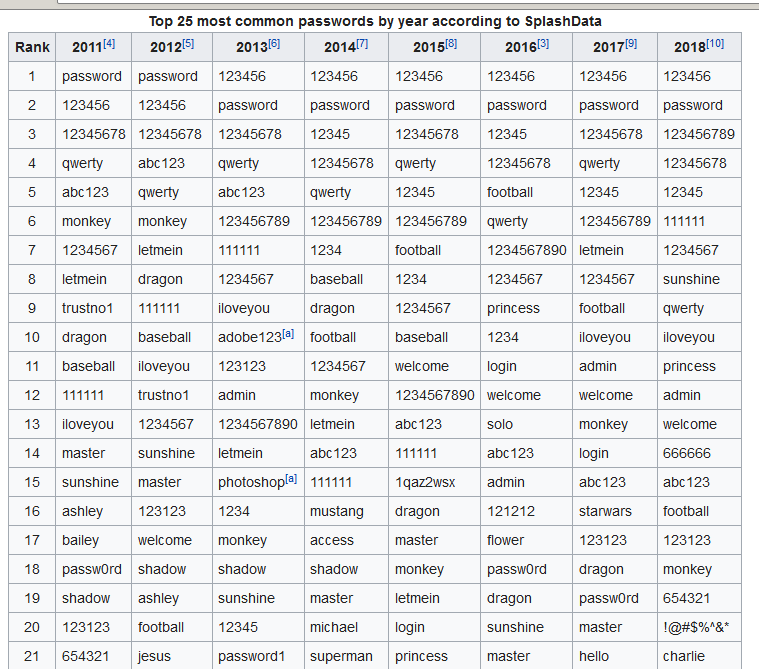 Top 25 most common passwords by year according to SplashData
Rank 2011[4] 2012[5] 2013[6] 2014[7] 2015[8] 2016[3] 2017[9] 2018[10]
1 password password 123456 123456 123456 123456 123456 123456
2 123456 123456 password password password password password password
3 12345678 12345678 12345678 12345 12345678 12345 12345678 123456789
4 qwerty abc123 qwerty 12345678 qwerty 12345678 qwerty 12345678
5 abc123 qwerty abc123 qwerty 12345 football 12345 12345
6 monkey monkey 123456789 123456789 123456789 qwerty 123456789 111111
7 1234567 letmein 111111 1234 football 1234567890 letmein 1234567
8 letmein dragon 1234567 baseball 1234 1234567 1234567 sunshine
9 trustno1 111111 iloveyou dragon 1234567 princess football qwerty
10 dragon baseball adobe123[a] football baseball 1234 iloveyou iloveyou
11 baseball iloveyou 123123 1234567 welcome login admin princess
12 111111 trustno1 admin monkey 1234567890 welcome welcome admin
13 iloveyou 1234567 1234567890 letmein abc123 solo monkey welcome
14 master sunshine letmein abc123 111111 abc123 login 666666
15 sunshine master photoshop[a] 111111 1qaz2wsx admin abc123 abc123
16 ashley 123123 1234 mustang dragon 121212 starwars football
17 bailey welcome monkey access master flower 123123 123123
18 passw0rd shadow shadow shadow monkey passw0rd dragon monkey
19 shadow ashley sunshine master letmein dragon passw0rd 654321
20 123123 football 12345 michael login sunshine master !@#$%^&*
21 654321 jesus password1 superman princess master hello charlie